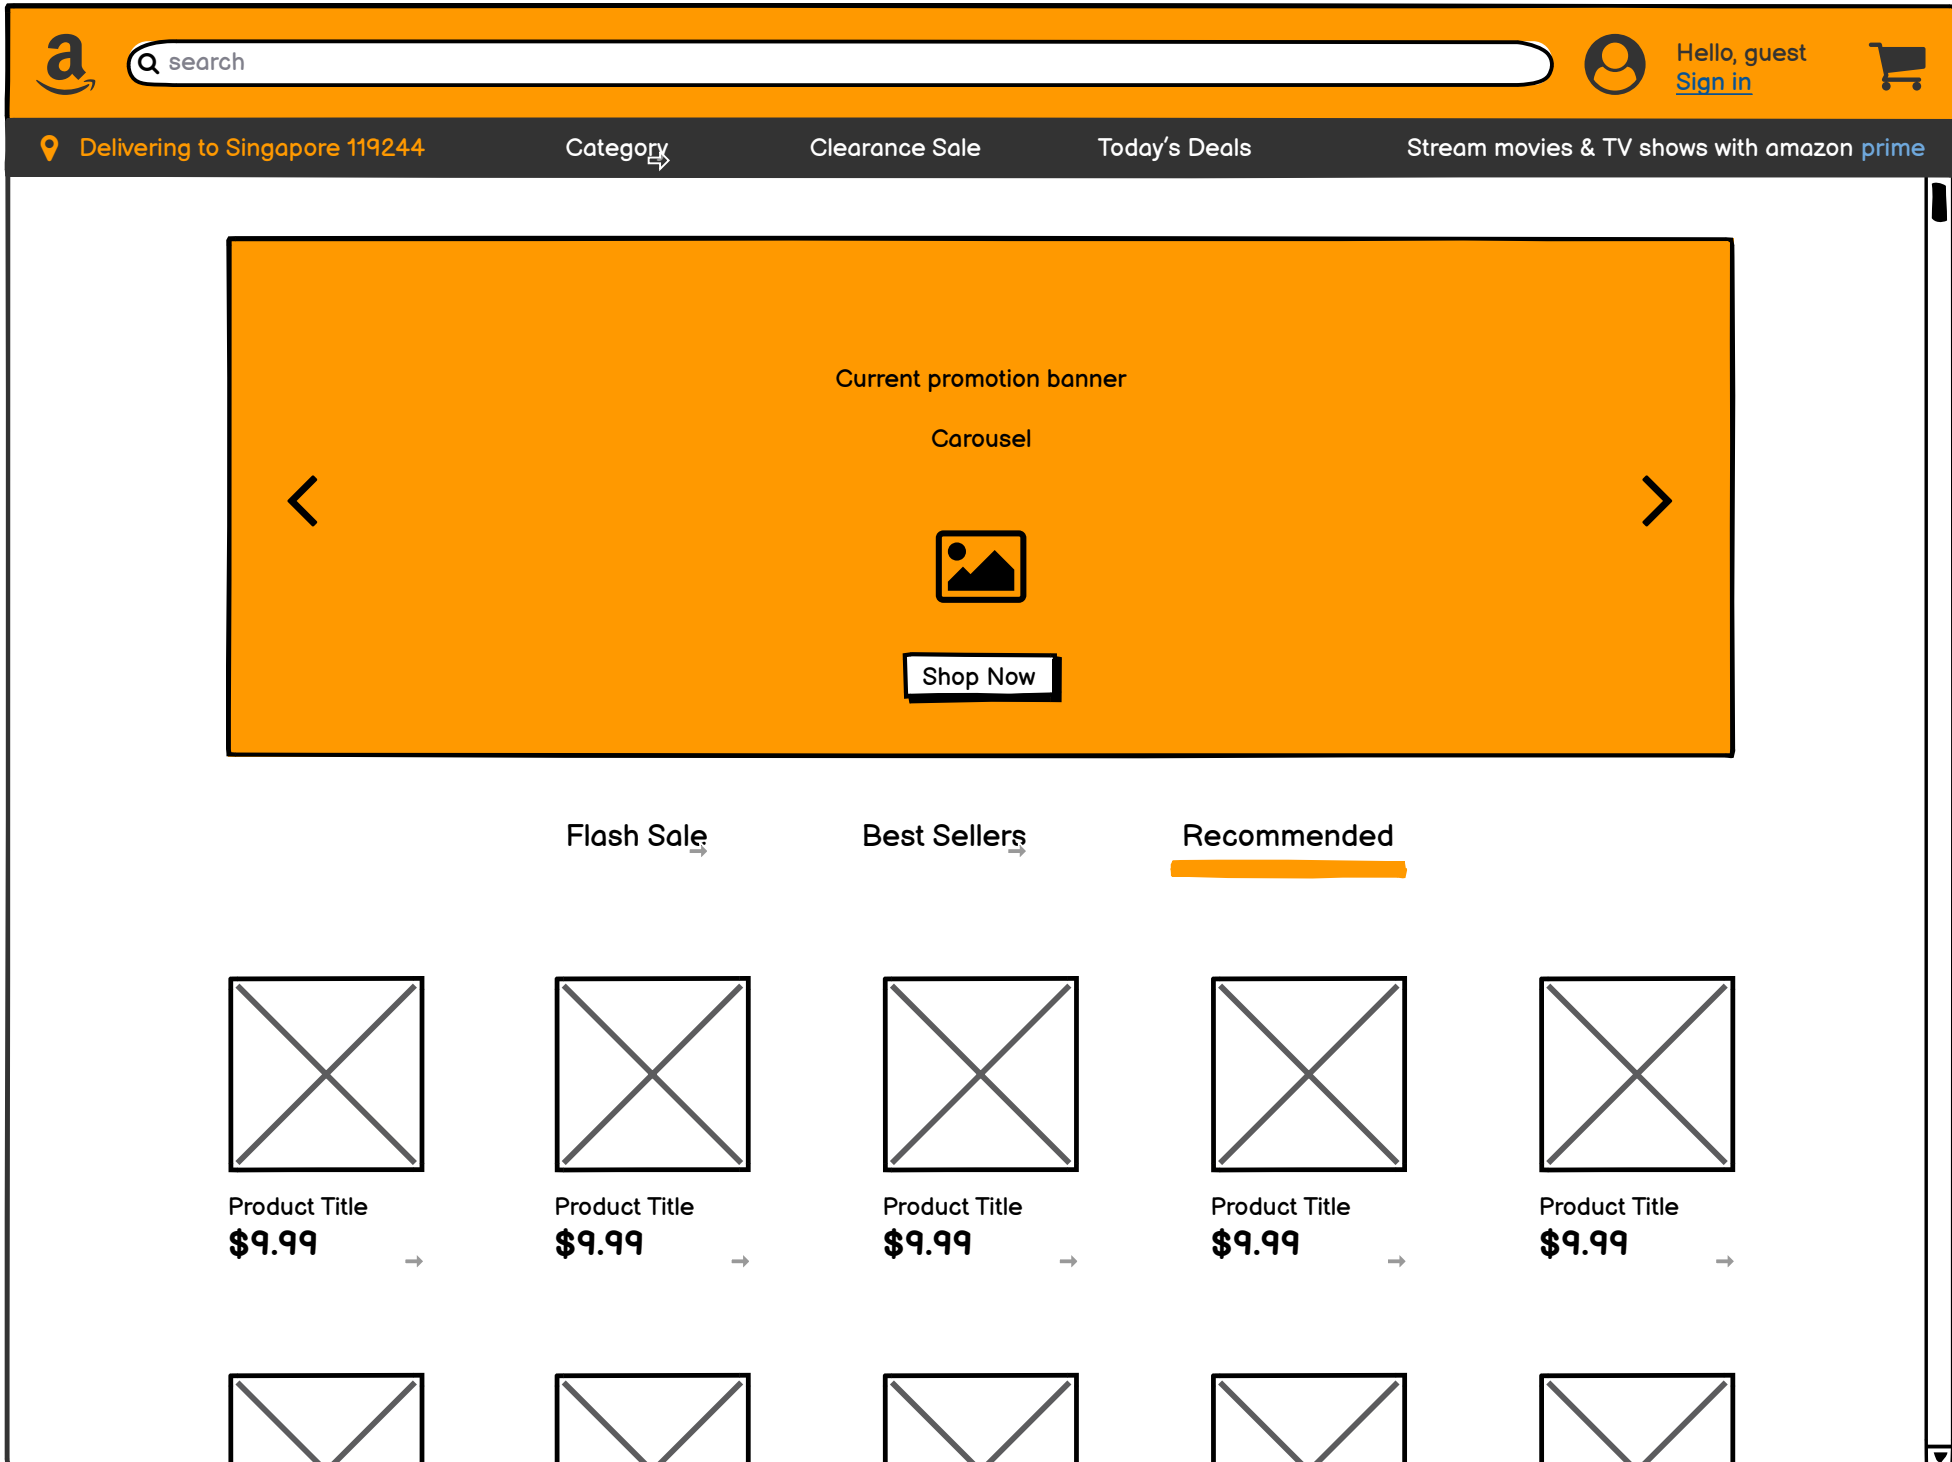 a
search
Hello, guest
Sign in
Delivering to Singapore 119244
Category
Clearance Sale
Today's Deals
Stream movies & TV shows with amazon prime
Current promotion banner
Carousel
Shop Now
Flash Sale
Best Sellers
Recommended
Product Title
$9.99
Product Title
$9.99
Product Title
$9.99
Product Title
$9.99
Product Title
$9.99